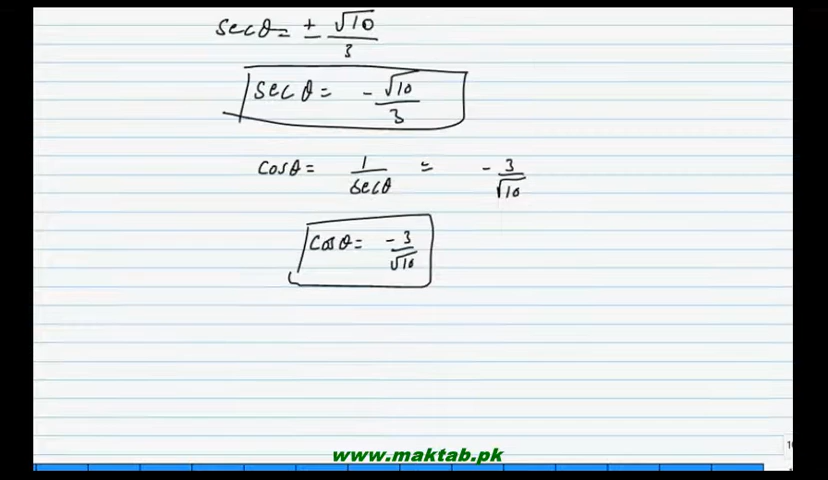 secθ = ± √10/3
secθ = - √10/3
cosθ = 1/secθ = - 3/√10
cosθ = - 3/√10
www.maktab.pk